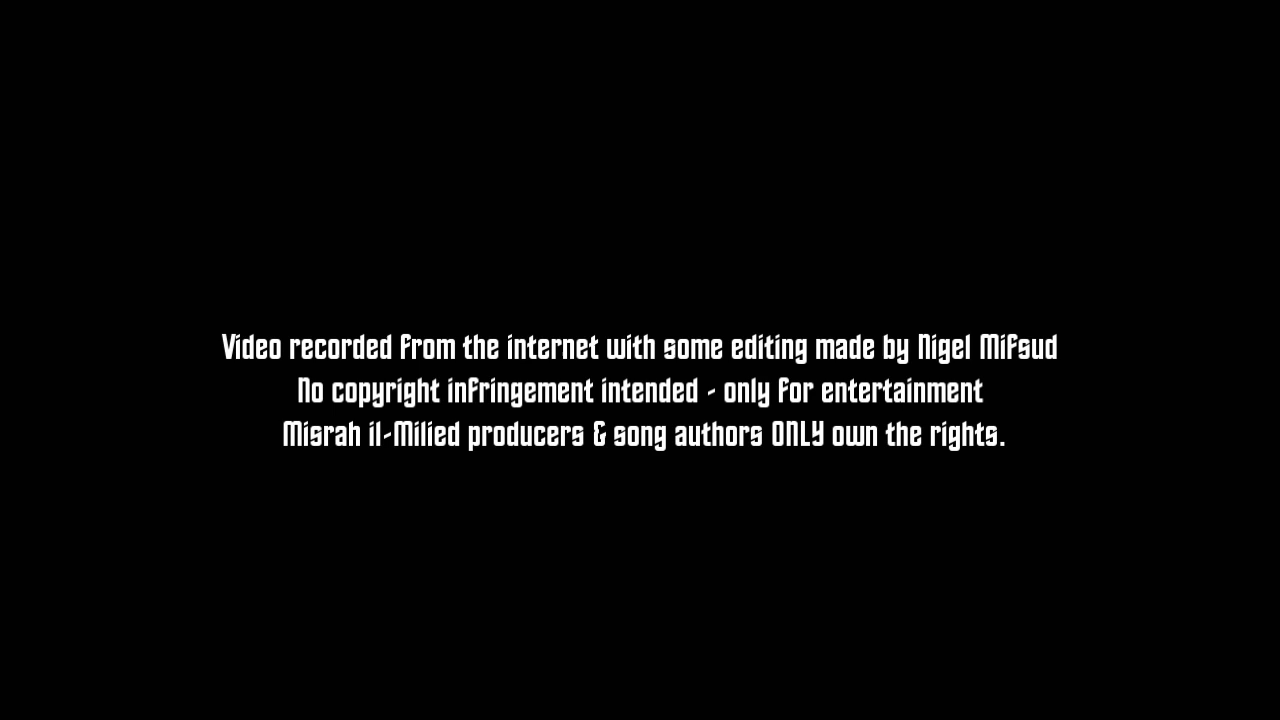 Video recorded from the internet with some editing made by Nigel Mifsud
No copyright infringement intended - only for entertainment
Misrah il-Milied producers & song authors ONLY own the rights.